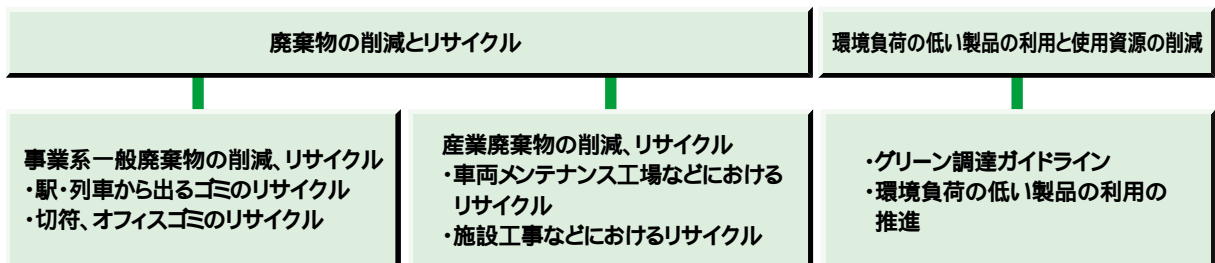 廃棄物の削減とリサイクル
環境負荷の低い製品の利用と使用資源の削減
事業系一般廃棄物の削減、リサイクル
・駅・列車から出るゴミのリサイクル
・切符、オフィスゴミのリサイクル
産業廃棄物の削減、リサイクル
・車両メンテナンス工場などにおける
リサイクル
・施設工事などにおけるリサイクル
・グリーン調達ガイドライン
・環境負荷の低い製品の利用の
推進